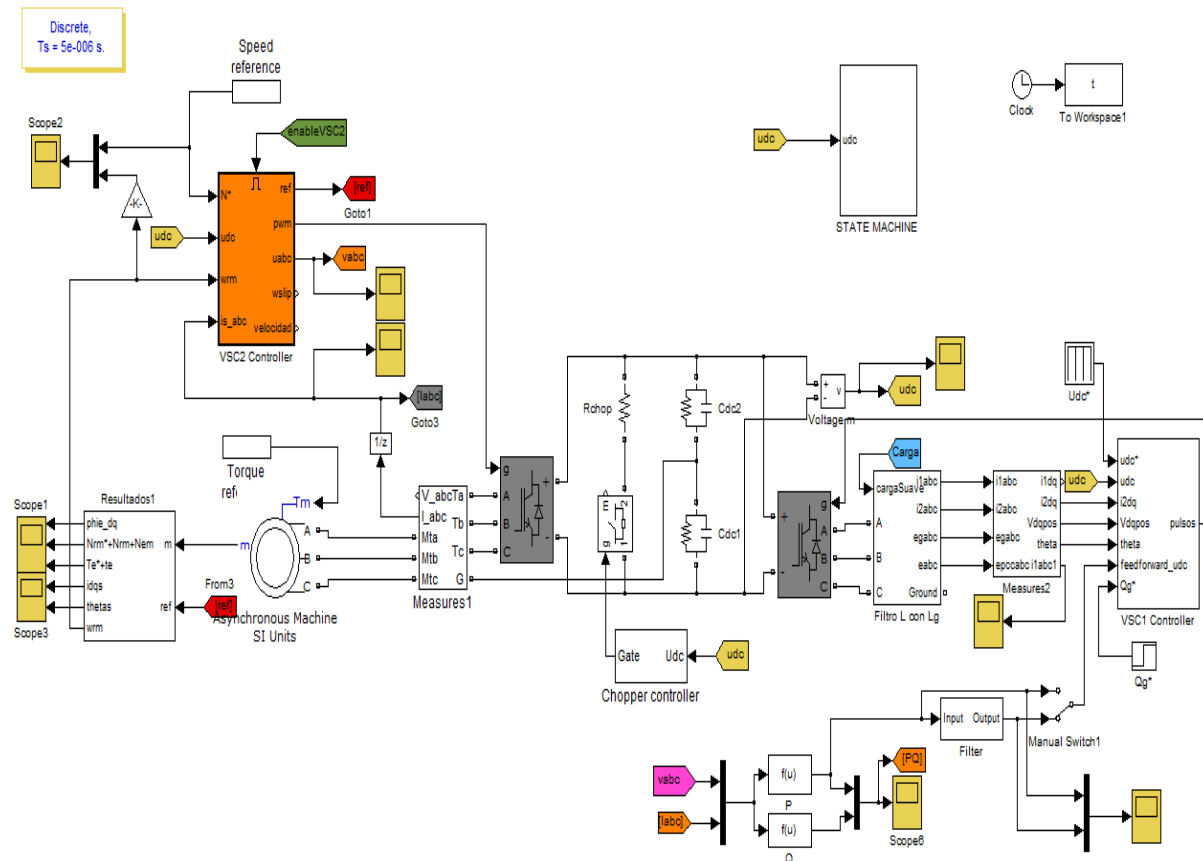 Discrete,
Ts = 5e-006 s.
Speed
reference
Scope2
enableVSC2
-K-
N*
udc
wrm
is_abc
ref
pwm
uabc
wslip
velocidad
VSC2 Controller
udc
[ref]
Goto1
vabc
udc
udc
STATE MACHINE
Clock
t
To Workspace1
[Iabc]
Goto3
1/z
Torque
Tm
m
A
B
C
Asynchronous Machine
SI Units
Resultados1
phie_dq
Nrm*+Nrm+Nem
Te*+te
idqs
thetas
wrm
m
ref
Scope1
Scope3
From3
[ref]
V_abc
I_abc
Mta
Mtb
Mtc
Ta
Tb
Tc
G
Measures1
g
A
B
C
+
-
Rchop
m
g
1
2
Cdc2
Cdc1
Gate
Udc
Chopper controller
udc
+
-
v
Voltage m
udc
g
+
-
A
B
C
Carga
cargaSuave
A
B
C
i1abc
i2abc
egabc
eabc
Ground
Filtro L con Lg
i1abc
i2abc
egabc
epccabc
i1dq
i2dq
Vdqpos
theta
i1abc1
Measures2
Udc*
udc
udc*
udc
i2dq
Vdqpos
theta
feedforward_udc
Qg*
pulsos
VSC1 Controller
Qg*
Input
Output
Filter
Manual Switch1
vabc
[Iabc]
f(u)
P
f(u)
[PQ]
Scope6